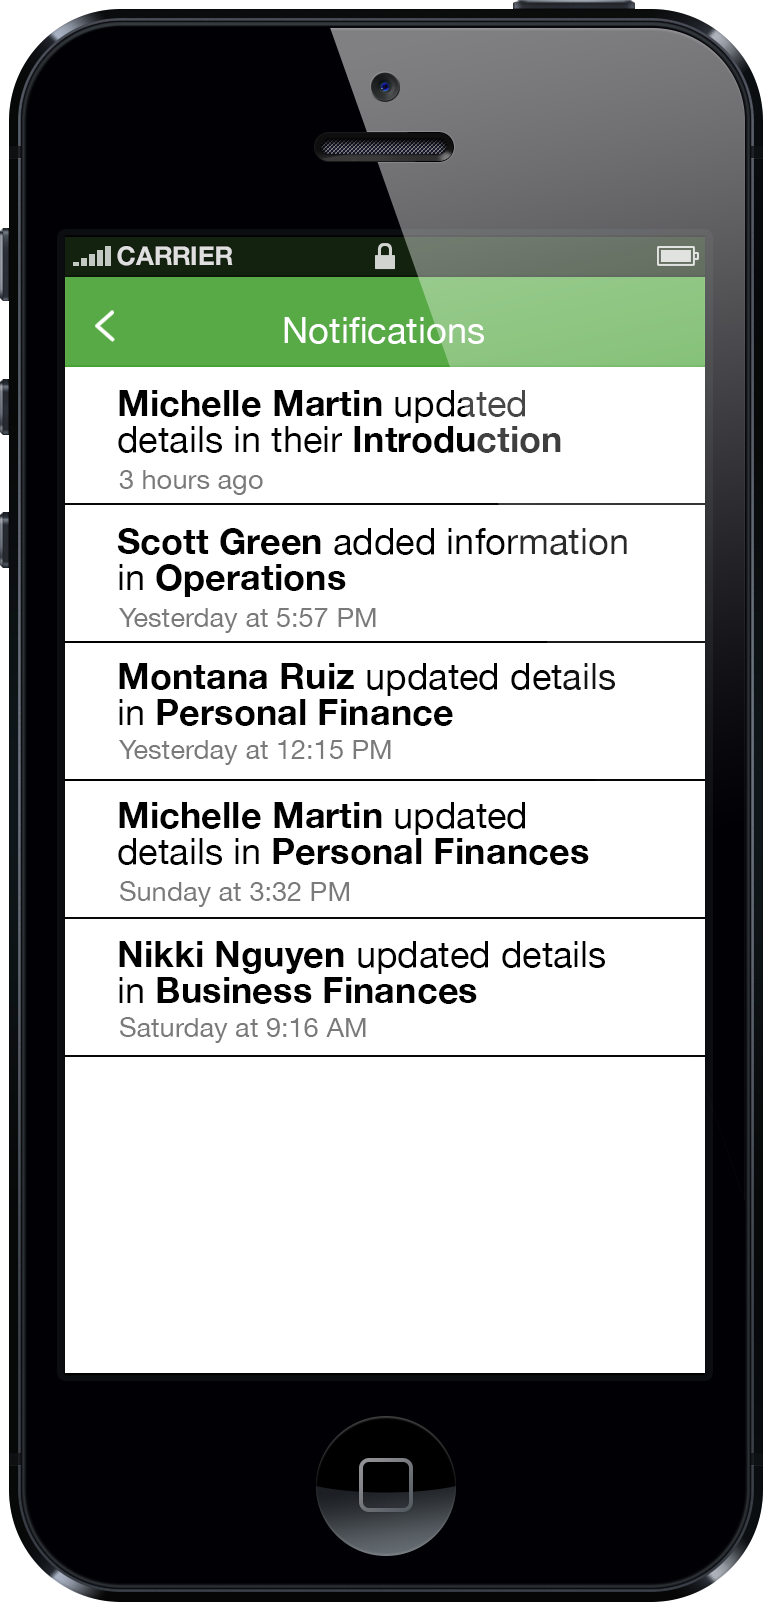 CARRIER
Notifications
Michelle Martin updated
details in their Introduction
3 hours ago
Scott Green added information
in Operations
Yesterday at 5:57 PM
Montana Ruiz updated details
in Personal Finance
Yesterday at 12:15 PM
Michelle Martin updated
details in Personal Finances
Sunday at 3:32 PM
Nikki Nguyen updated details
in Business Finances
Saturday at 9:16 AM